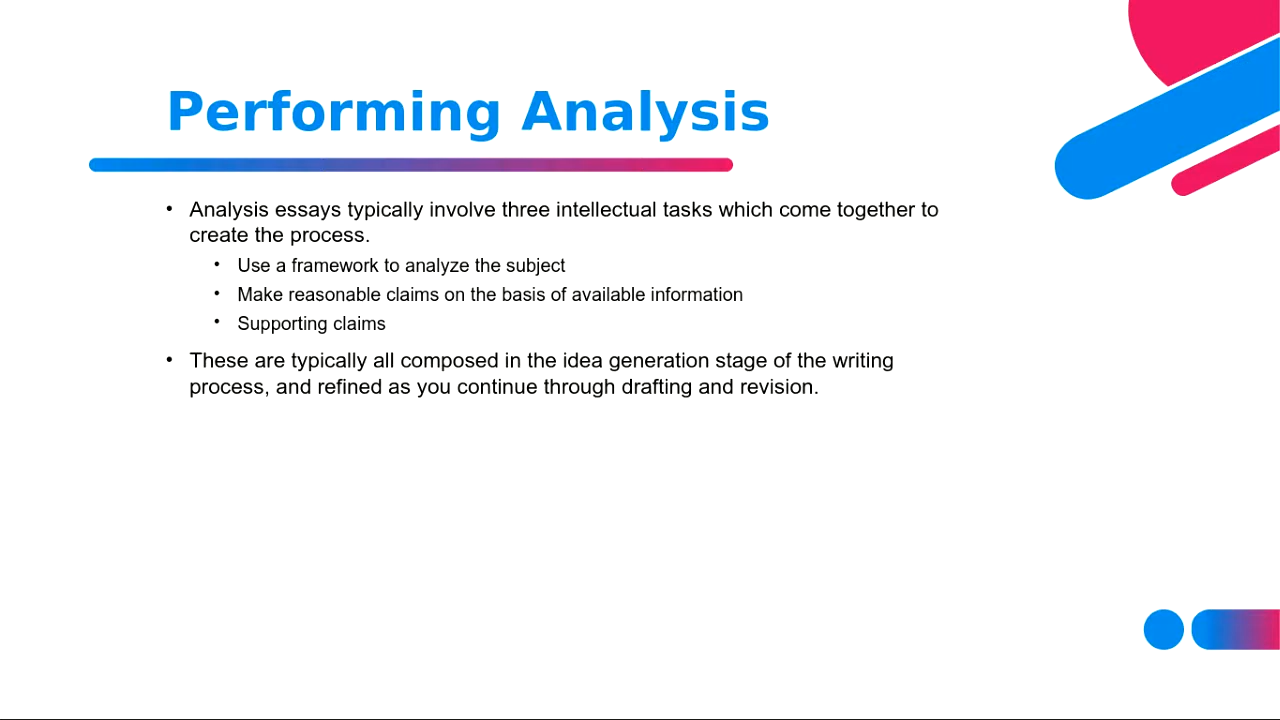 Performing Analysis
• Analysis essays typically involve three intellectual tasks which come together to
create the process.
• Use a framework to analyze the subject
• Make reasonable claims on the basis of available information
• Supporting claims
• These are typically all composed in the idea generation stage of the writing
process, and refined as you continue through drafting and revision.